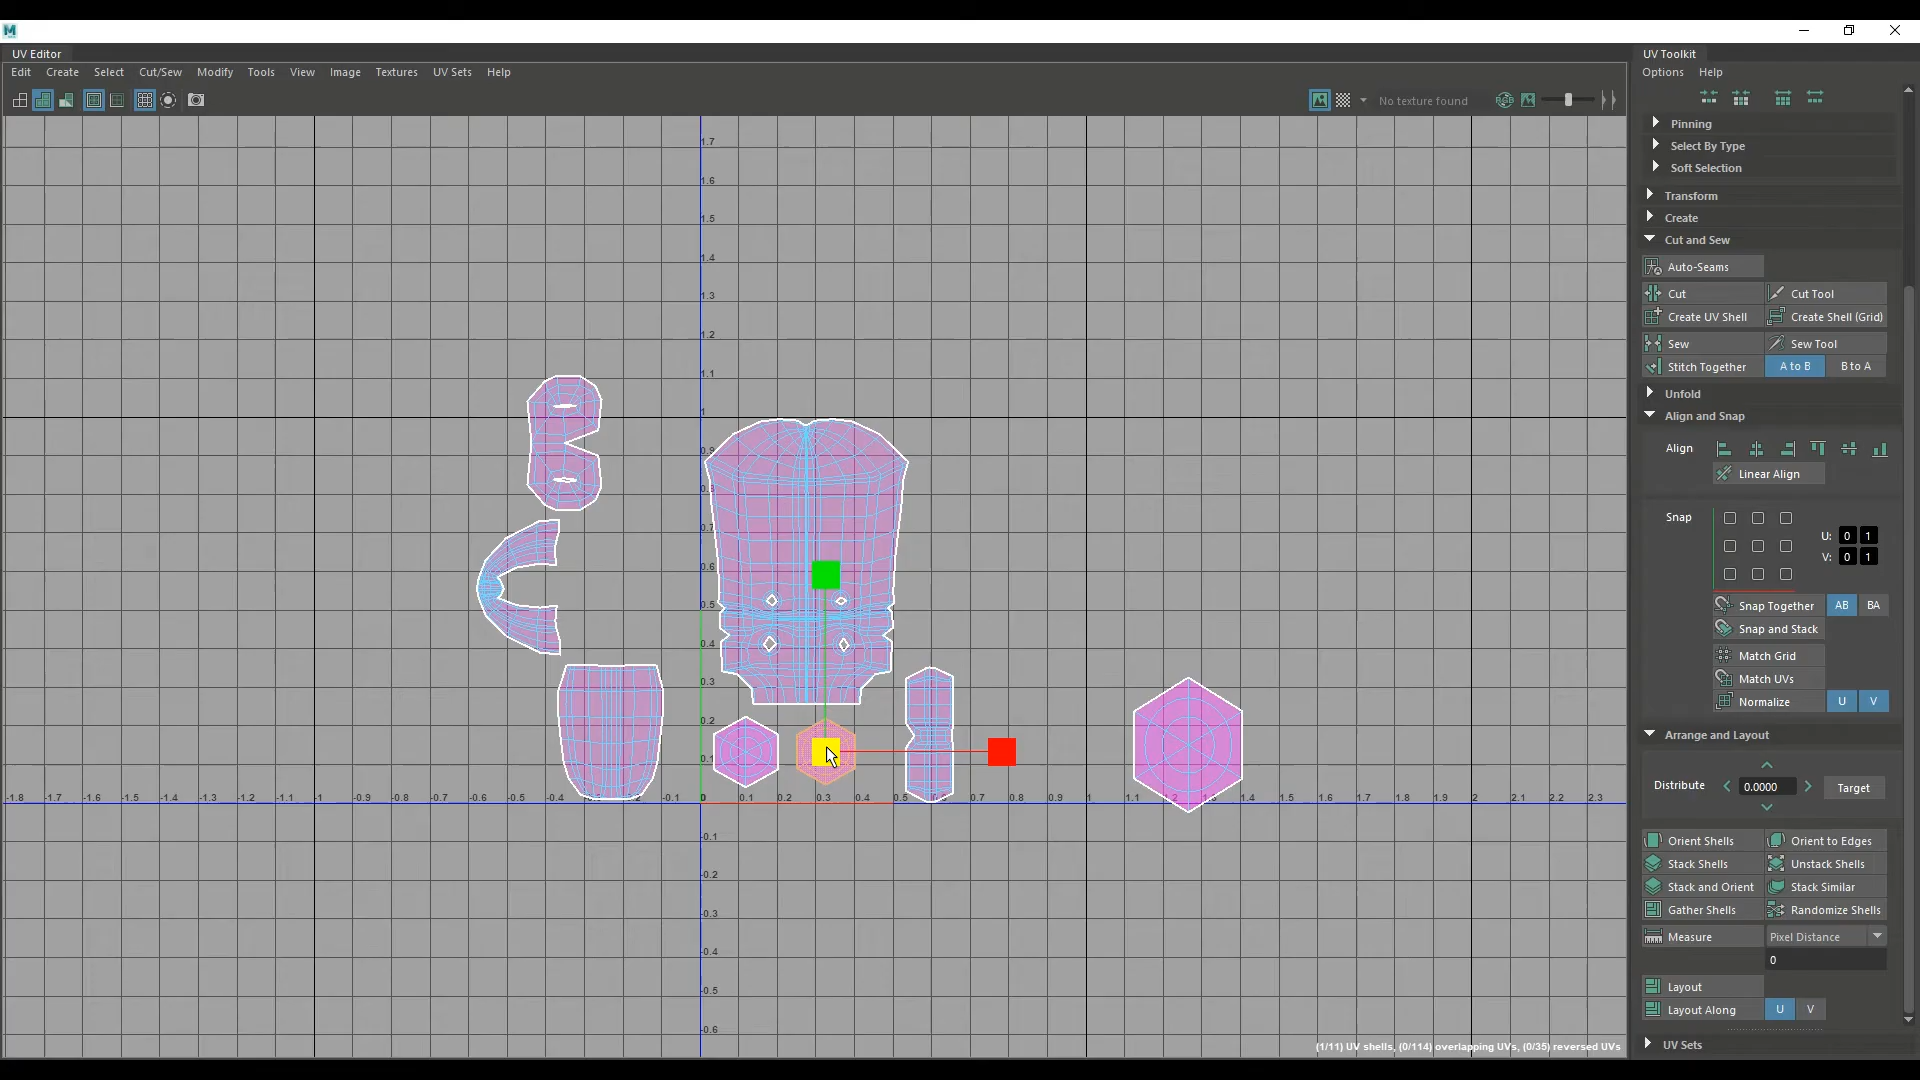 UV Editor
UV Toolkit
Edit Create Select Cut/Sew Modify Tools View Image Textures UV Sets Help
Options Help
No texture found
Pinning
Select By Type
Soft Selection
Transform
Create
Cut and Sew
Auto-Seams
Cut Cut Tool
Create UV Shell Create Shell (Grid)
Sew Sew Tool
Stitch Together A to B B to A
Unfold
Align and Snap
Align
Linear Align
Snap
U: 0 1
V: 0 1
Snap Together AB BA
Snap and Stack
Match Grid
Match UVs
Normalize U V
Arrange and Layout
Distribute 0.0000 Target
Orient Shells Orient to Edges
Stack Shells Unstack Shells
Stack and Orient Stack Similar
Gather Shells Randomize Shells
Measure Pixel Distance
0
Layout
Layout Along U V
UV Sets
1.7
1.6
1.5
1.4
1.3
1.2
1.1
1
0.9
0.7
0.6
0.5
0.4
0.3
0.2
0.1
-1.8 -1.7 -1.6 -1.5 -1.4 -1.3 -1.2 -1.1 -1 -0.9 -0.8 -0.7 -0.6 -0.5 -0.4 -0.1 0 0.1 0.2 0.3 0.4 0.5 0.6 0.7 0.8 0.9 1 1.1 1.4 1.5 1.6 1.7 1.8 1.9 2 2.1 2.2 2.3
-0.1
-0.2
-0.3
-0.4
-0.5
-0.6
(1/11) UV shells, (0/114) overlapping UVs, (0/35) reversed UVs